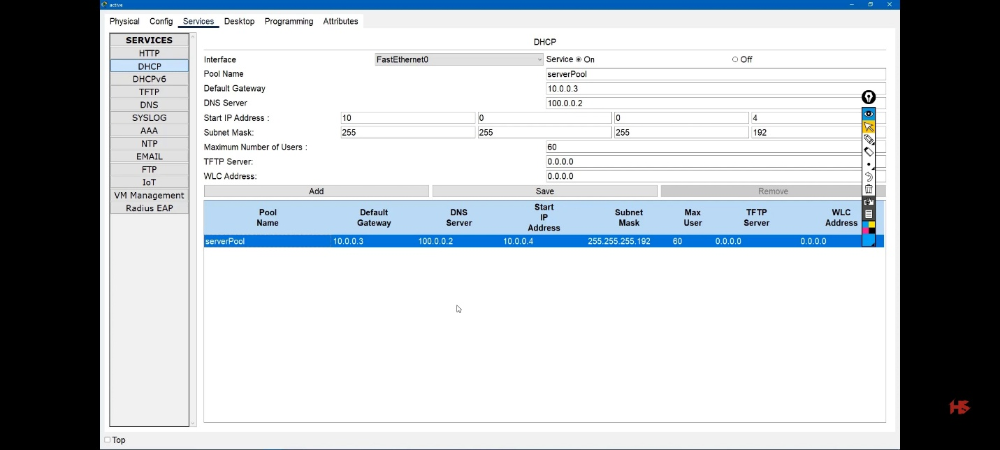 active
Physical Config Services Desktop Programming Attributes
SERVICES
HTTP
DHCP
DHCPv6
TFTP
DNS
SYSLOG
AAA
NTP
EMAIL
FTP
IoT
VM Management
Radius EAP
DHCP
Interface FastEthernet0 Service On Off
Pool Name serverPool
Default Gateway 10.0.0.3
DNS Server 100.0.0.2
Start IP Address : 10 0 0 4
Subnet Mask: 255 255 255 192
Maximum Number of Users : 60
TFTP Server: 0.0.0.0
WLC Address: 0.0.0.0
Add Save Remove
Pool Name Default Gateway DNS Server Start IP Address Subnet Mask Max User TFTP Server WLC Address
serverPool 10.0.0.3 100.0.0.2 10.0.0.4 255.255.255.192 60 0.0.0.0 0.0.0.0
Top
HS